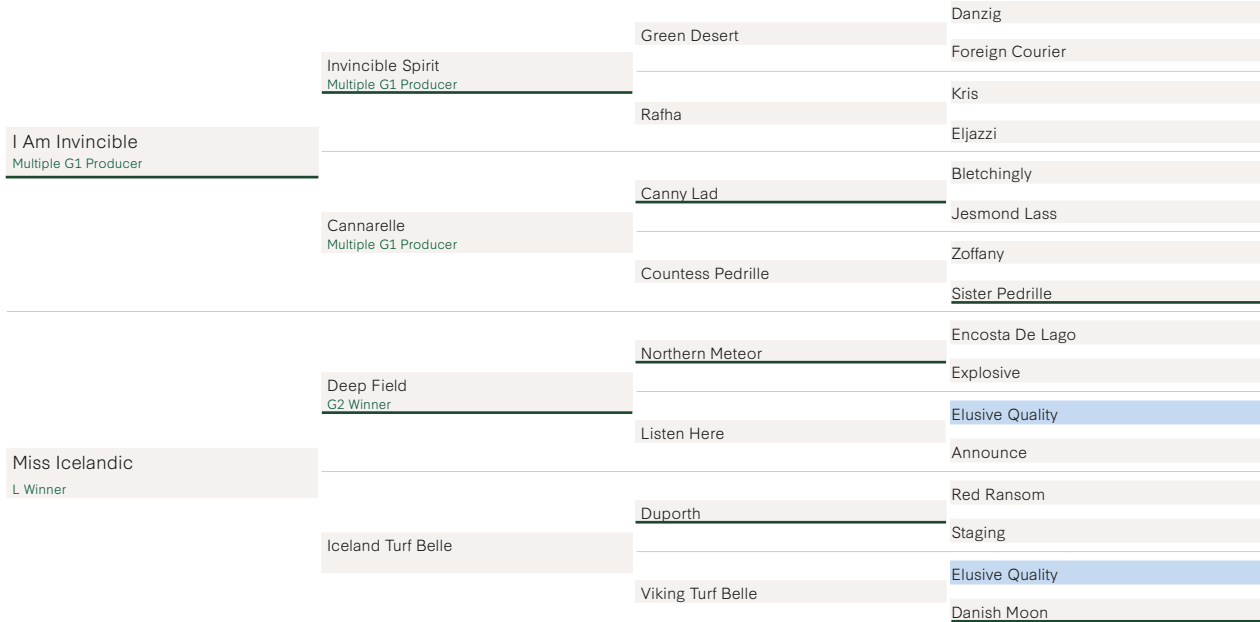 I Am Invincible
Multiple G1 Producer
Miss Icelandic
L Winner
Invincible Spirit
Multiple G1 Producer
Cannarelle
Multiple G1 Producer
Deep Field
G2 Winner
Iceland Turf Belle
Green Desert
Rafha
Canny Lad
Countess Pedrille
Northern Meteor
Listen Here
Duporth
Viking Turf Belle
Danzig
Foreign Courier
Kris
Eljazzi
Bletchingly
Jesmond Lass
Zoffany
Sister Pedrille
Encosta De Lago
Explosive
Elusive Quality
Announce
Red Ransom
Staging
Elusive Quality
Danish Moon